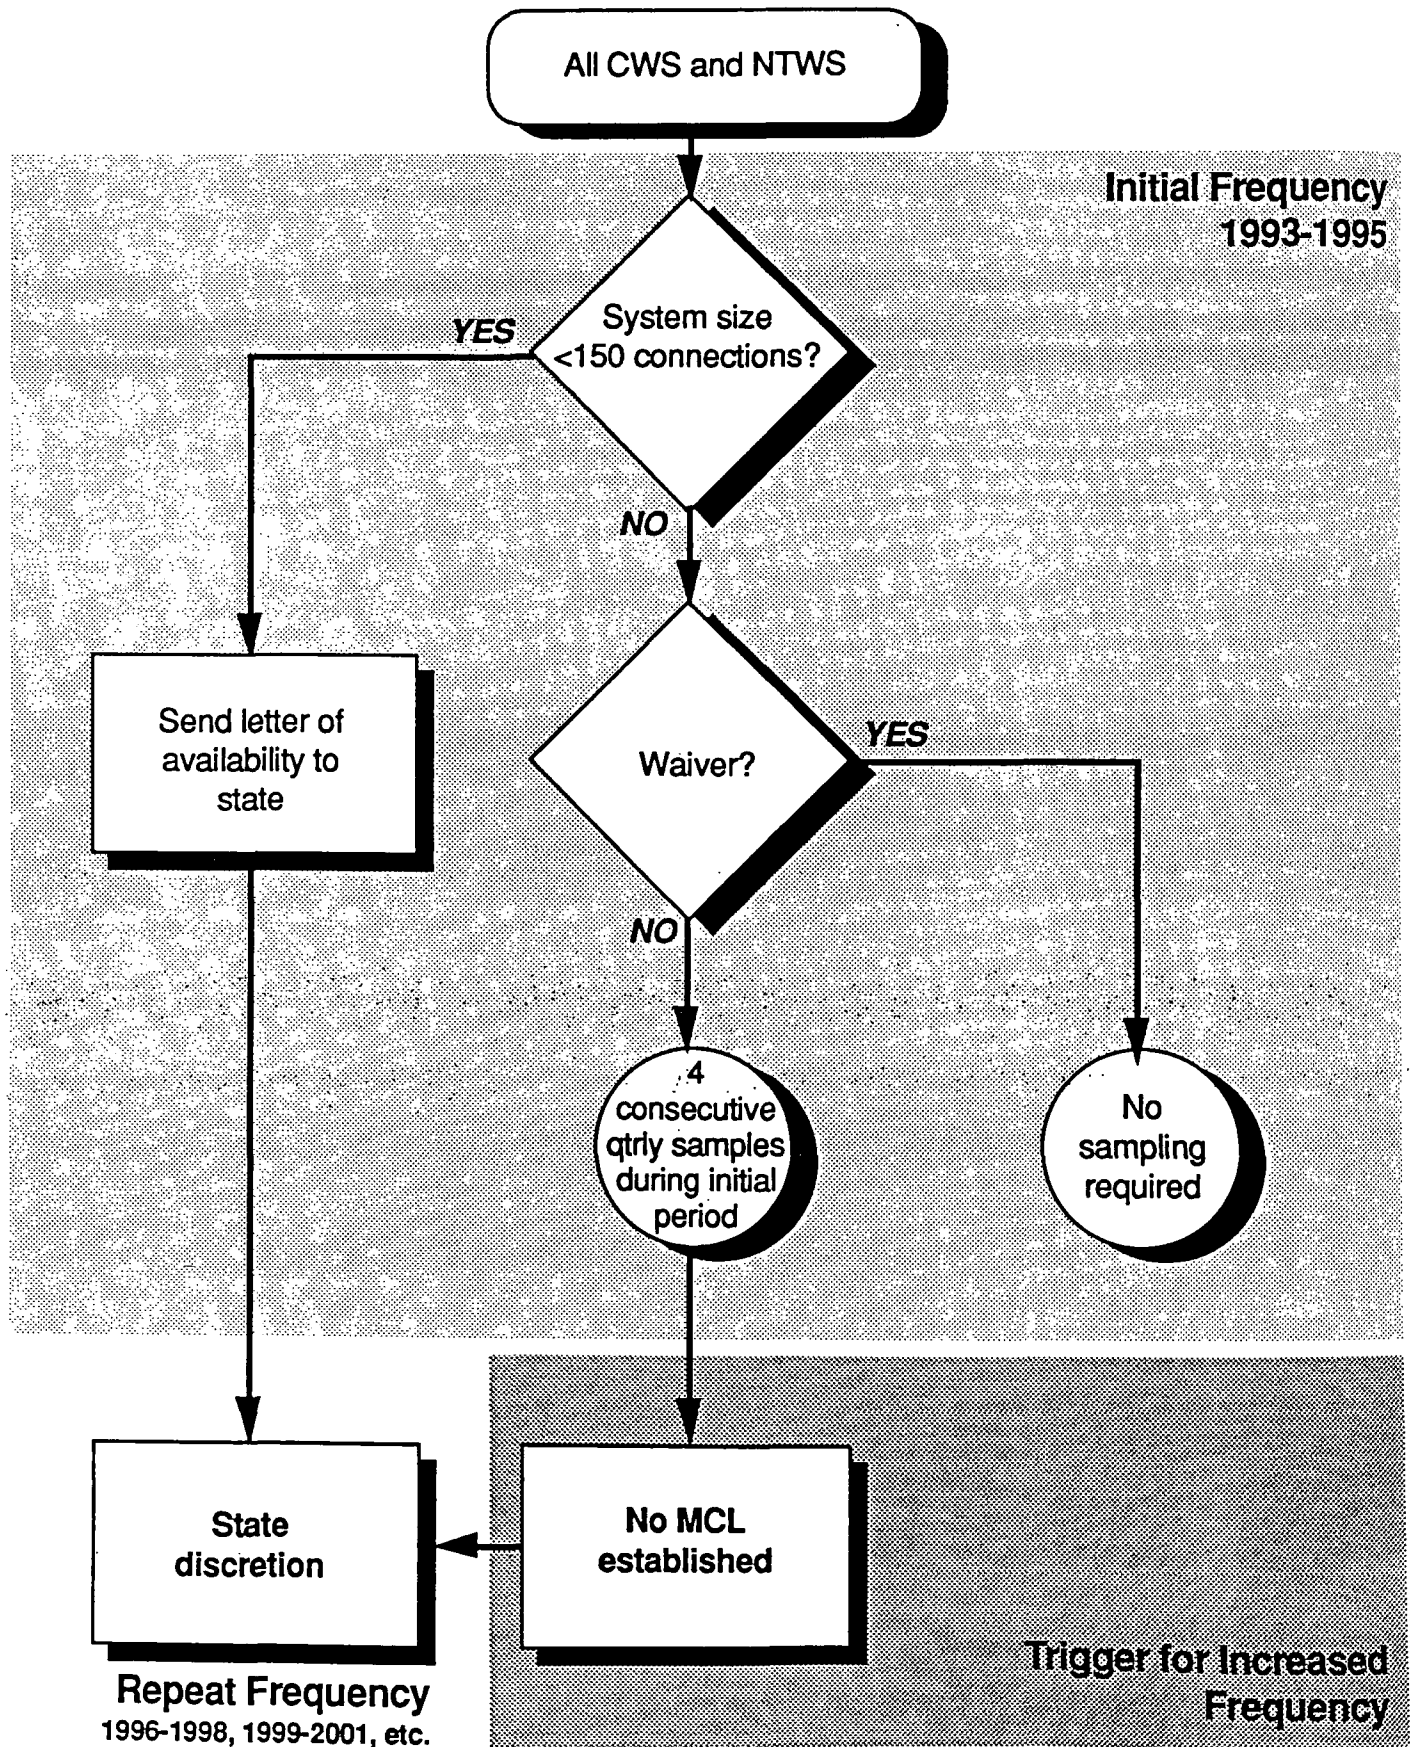 All CWS and NTWS
Initial Frequency
1993-1995
System size
<150 connections?
YES
NO
Send letter of
availability to
state
Waiver?
YES
NO
4
consecutive
qtrly samples
during initial
period
No
sampling
required
State
discretion
No MCL
established
Repeat Frequency
1996-1998, 1999-2001, etc.
Trigger for Increased
Frequency